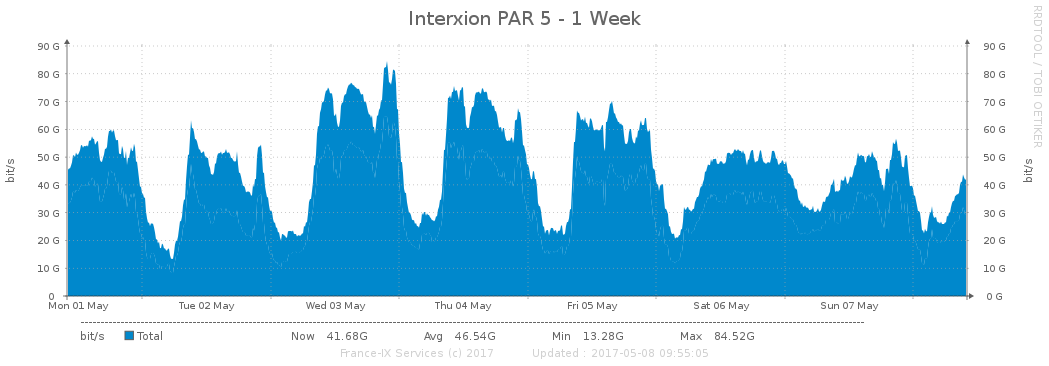 Interxion PAR 5 - 1 Week
RRDTOOL / TOBI OETIKER
90 G 90 G
80 G 80 G
70 G 70 G
60 G 60 G
50 G 50 G
40 G 40 G
30 G 30 G
20 G 20 G
10 G 10 G
0 0 G
bit/s
bit/s
Mon 01 May Tue 02 May Wed 03 May Thu 04 May Fri 05 May Sat 06 May Sun 07 May
bit/s Total Now 41.68G Avg 46.54G Min 13.28G Max 84.52G
France-IX Services (c) 2017 Updated : 2017-05-08 09:55:05